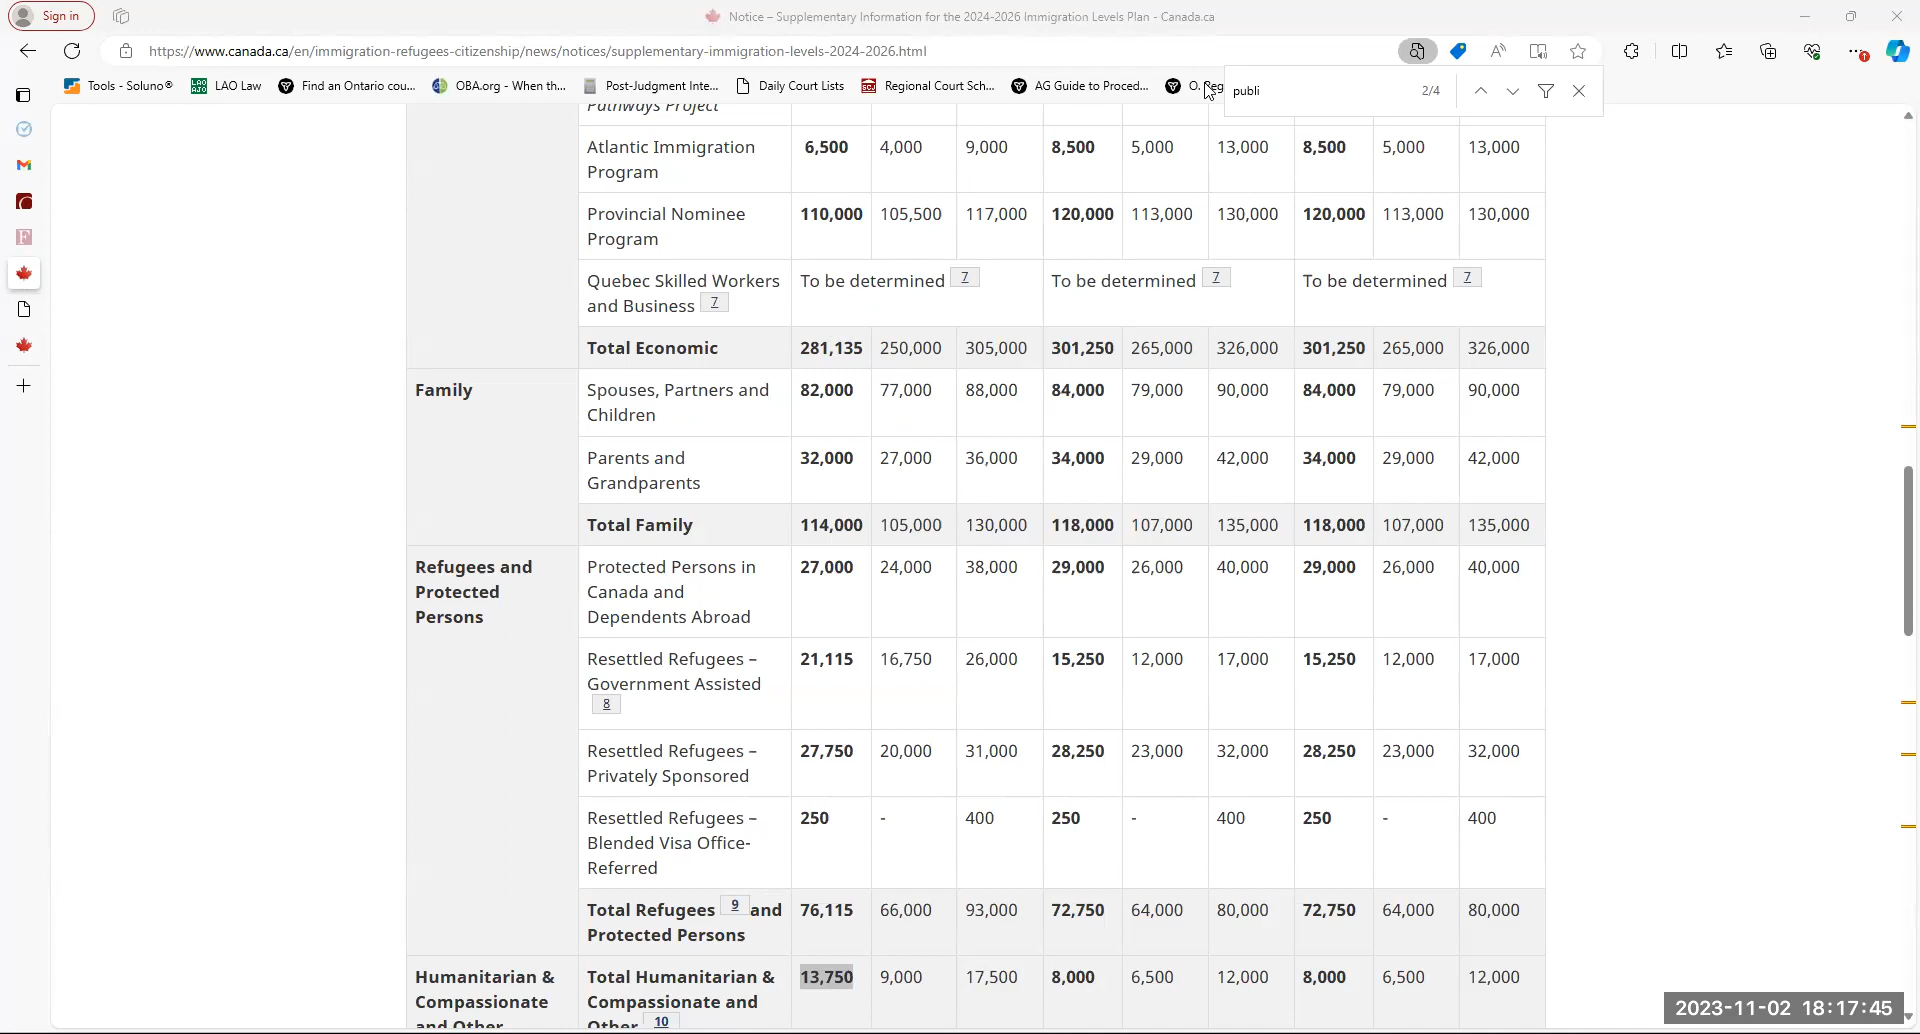 Sign in
Notice – Supplementary Information for the 2024-2026 Immigration Levels Plan - Canada.ca
https://www.canada.ca/en/immigration-refugees-citizenship/news/notices/supplementary-immigration-levels-2024-2026.html
Tools - Soluno® LAO Law Find an Ontario cou... OBA.org - When th... Post-Judgment Inte... Daily Court Lists Regional Court Sch... AG Guide to Proced... O. Reg
publi 2/4
Pathways Project
Atlantic Immigration 6,500 4,000 9,000 8,500 5,000 13,000 8,500 5,000 13,000
Program
Provincial Nominee 110,000 105,500 117,000 120,000 113,000 130,000 120,000 113,000 130,000
Program
Quebec Skilled Workers To be determined 7 To be determined 7 To be determined 7
and Business 7
Total Economic 281,135 250,000 305,000 301,250 265,000 326,000 301,250 265,000 326,000
Family Spouses, Partners and 82,000 77,000 88,000 84,000 79,000 90,000 84,000 79,000 90,000
Children
Parents and 32,000 27,000 36,000 34,000 29,000 42,000 34,000 29,000 42,000
Grandparents
Total Family 114,000 105,000 130,000 118,000 107,000 135,000 118,000 107,000 135,000
Refugees and Protected Persons in 27,000 24,000 38,000 29,000 26,000 40,000 29,000 26,000 40,000
Protected Canada and
Persons Dependents Abroad
Resettled Refugees – 21,115 16,750 26,000 15,250 12,000 17,000 15,250 12,000 17,000
Government Assisted
8
Resettled Refugees – 27,750 20,000 31,000 28,250 23,000 32,000 28,250 23,000 32,000
Privately Sponsored
Resettled Refugees – 250 - 400 250 - 400 250 - 400
Blended Visa Office-
Referred
Total Refugees 9 and 76,115 66,000 93,000 72,750 64,000 80,000 72,750 64,000 80,000
Protected Persons
Humanitarian & Total Humanitarian & 13,750 9,000 17,500 8,000 6,500 12,000 8,000 6,500 12,000
Compassionate Compassionate and
and Other Other 10
2023-11-02 18:17:45